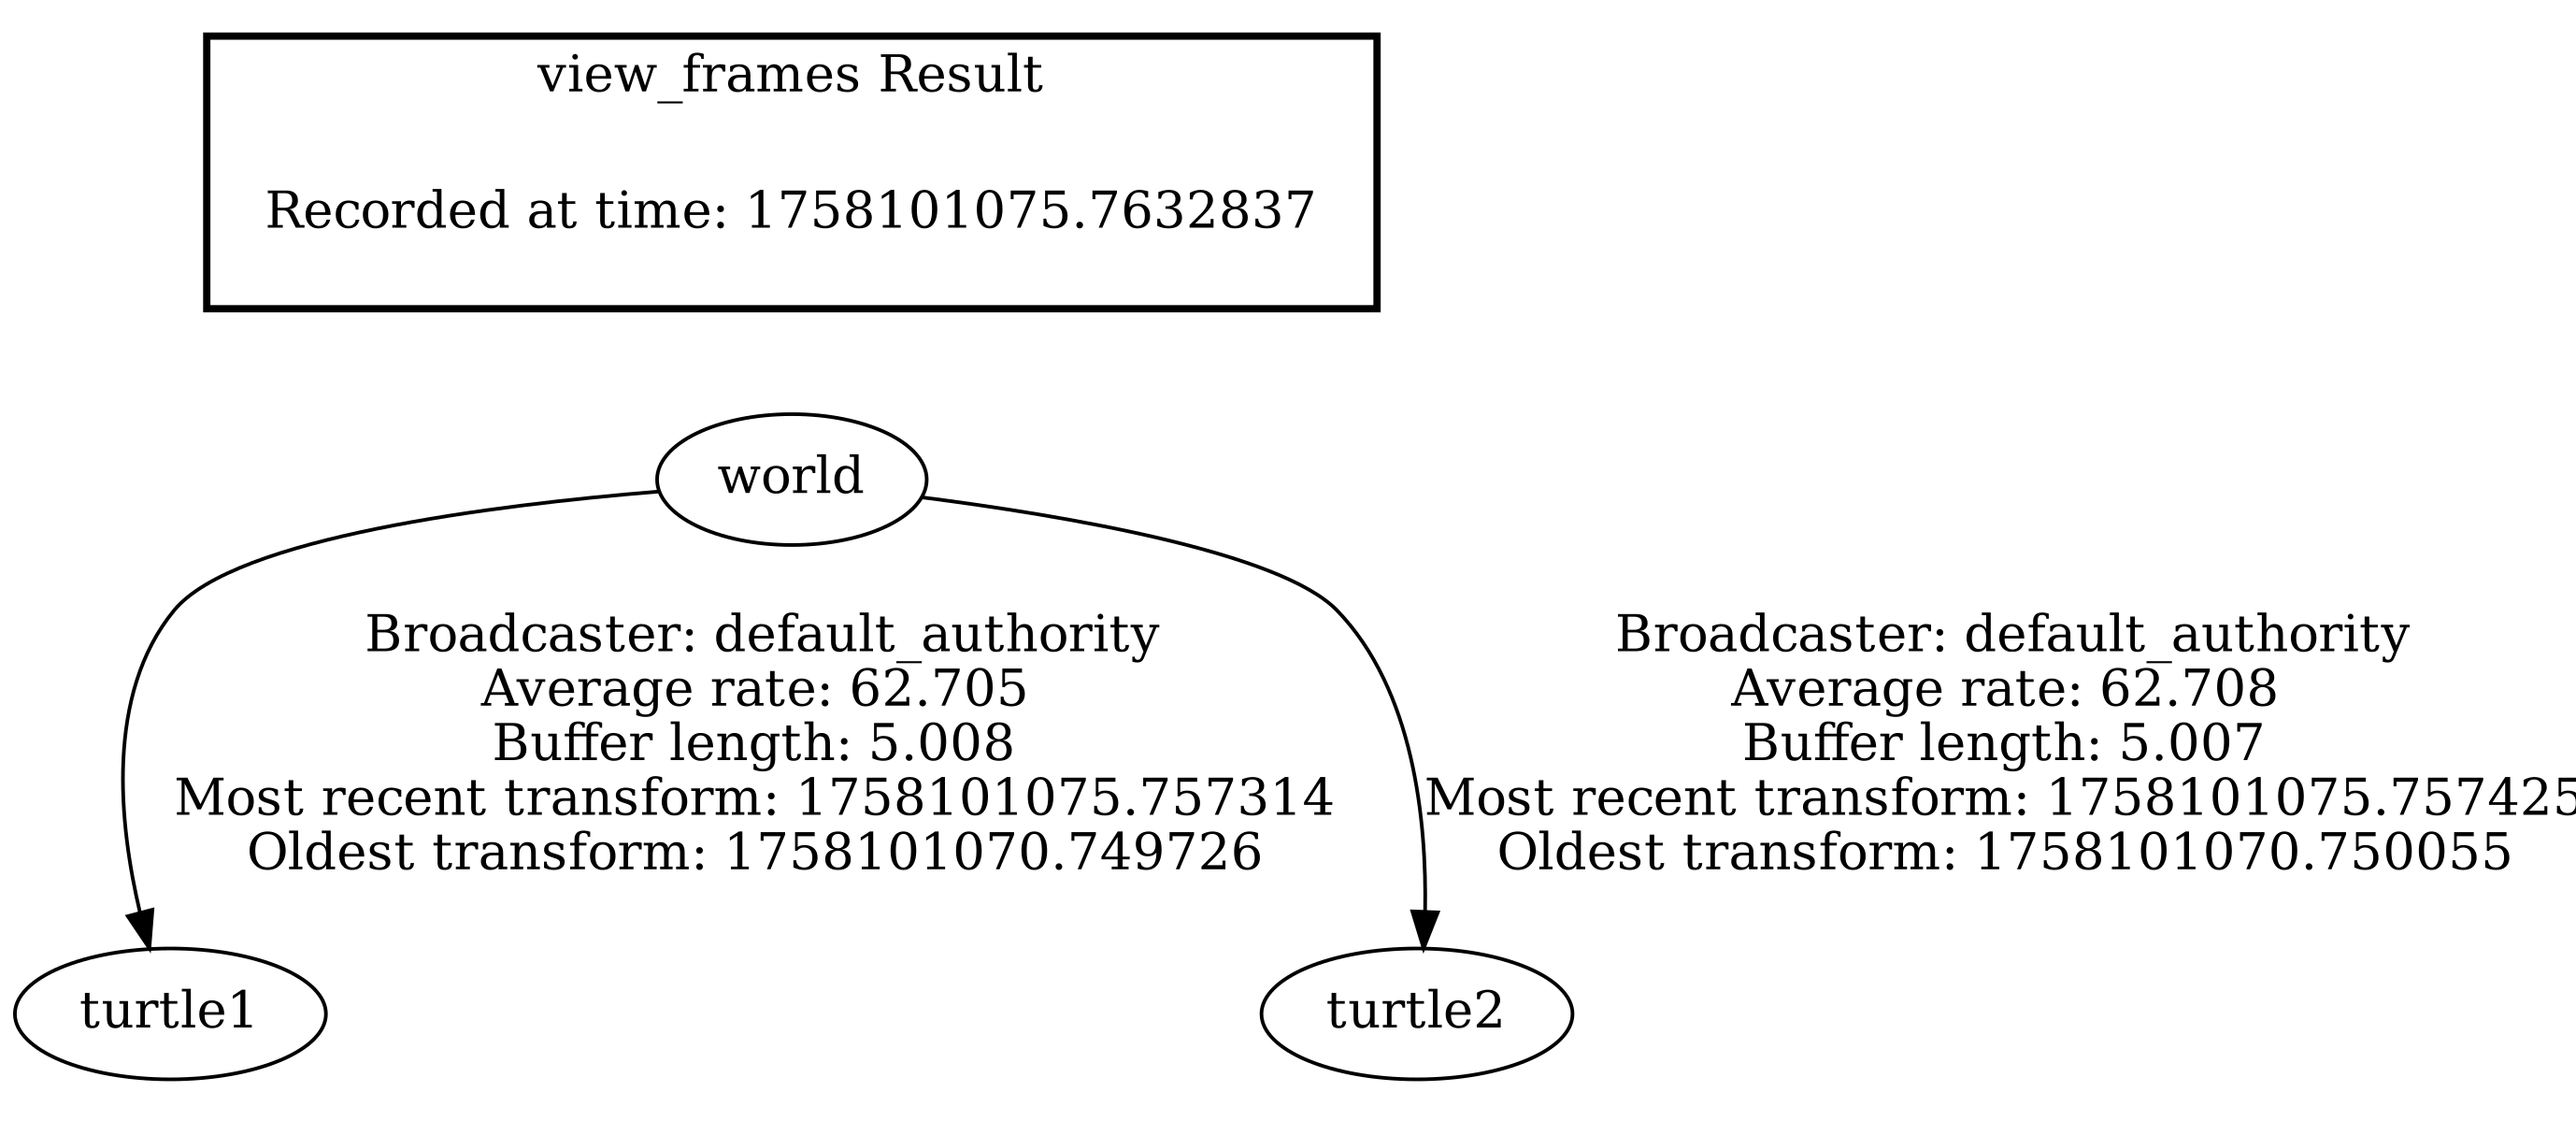 view_frames Result
Recorded at time: 1758101075.7632837
world
Broadcaster: default_authority
Average rate: 62.705
Buffer length: 5.008
Most recent transform: 1758101075.757314
Oldest transform: 1758101070.749726
Broadcaster: default_authority
Average rate: 62.708
Buffer length: 5.007
Most recent transform: 1758101075.757425
Oldest transform: 1758101070.750055
turtle1
turtle2